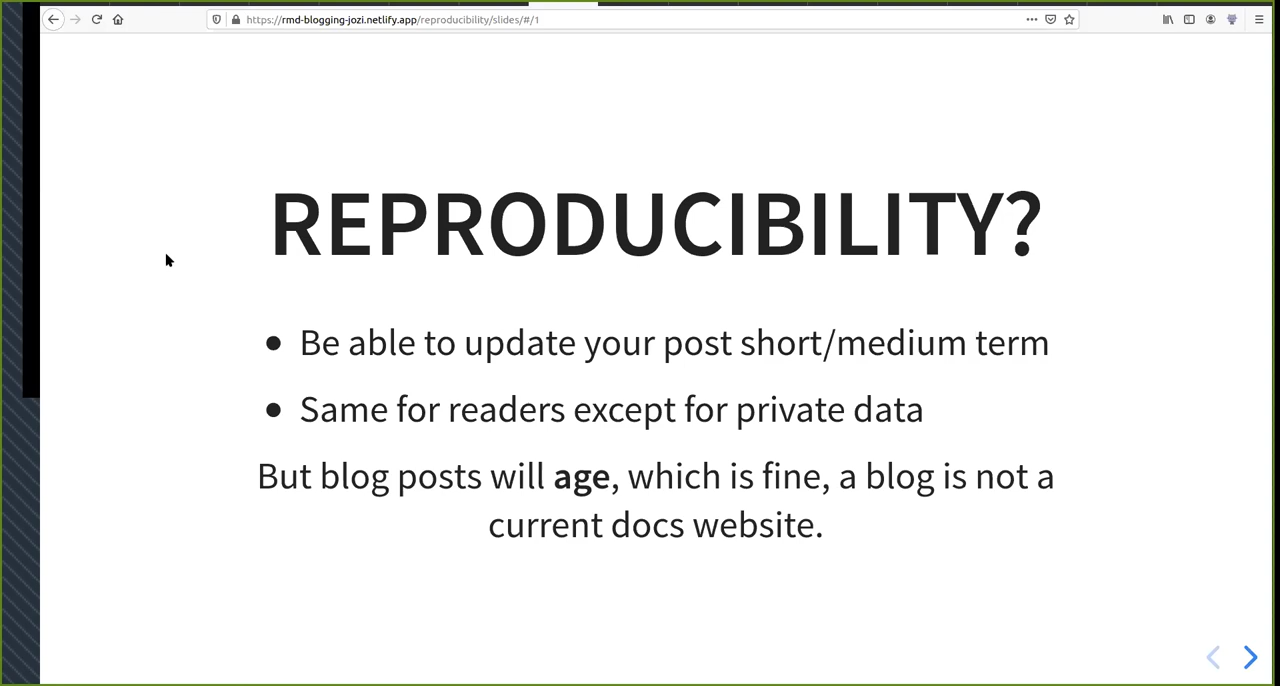 https://rmd-blogging-jozi.netlify.app/reproducibility/slides/#/1
REPRODUCIBILITY?
Be able to update your post short/medium term
Same for readers except for private data
But blog posts will age, which is fine, a blog is not a
current docs website.